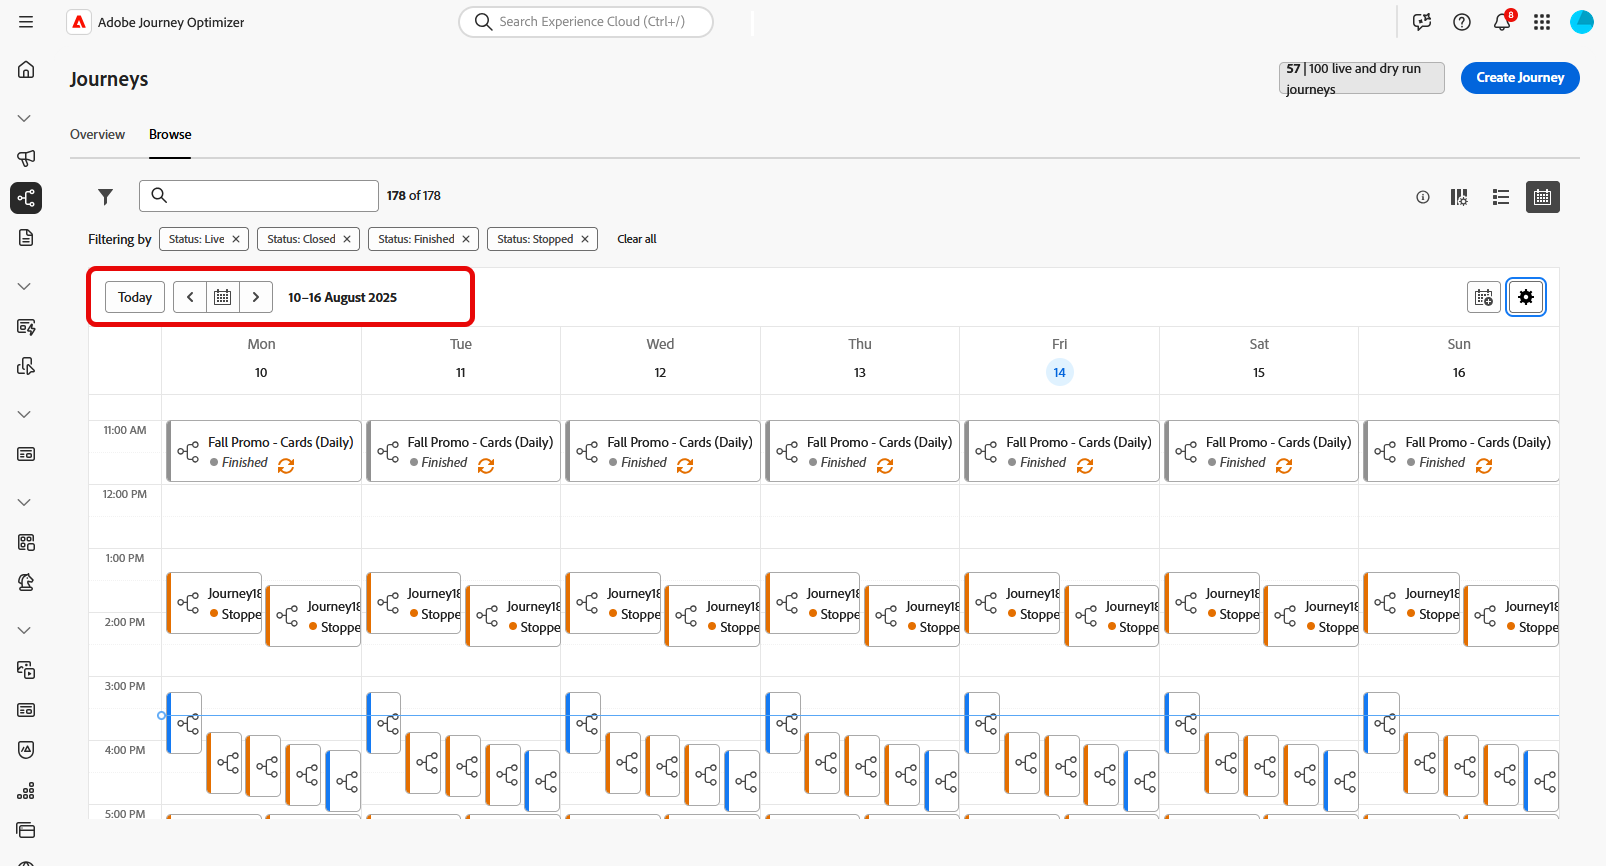 Adobe Journey Optimizer
Search Experience Cloud (Ctrl+/)
8
Journeys
57 | 100 live and dry run
journeys
Create Journey
Overview
Browse
178 of 178
Filtering by
Status: Live
Status: Closed
Status: Finished
Status: Stopped
Clear all
Today
10–16 August 2025
Mon Tue Wed Thu Fri Sat Sun
10 11 12 13 14 15 16
11:00 AM
Fall Promo - Cards (Daily) Fall Promo - Cards (Daily) Fall Promo - Cards (Daily) Fall Promo - Cards (Daily) Fall Promo - Cards (Daily) Fall Promo - Cards (Daily) Fall Promo - Cards (Daily)
Finished Finished Finished Finished Finished Finished Finished
12:00 PM
1:00 PM
Journey18 Journey18 Journey18 Journey18 Journey18 Journey18 Journey18
Journey18 Journey18 Journey18 Journey18 Journey18 Journey18 Journey18
Stoppe Stoppe Stoppe Stoppe Stoppe Stoppe Stoppe
2:00 PM
Stoppe Stoppe Stoppe Stoppe Stoppe Stoppe Stoppe
3:00 PM
4:00 PM
5:00 PM